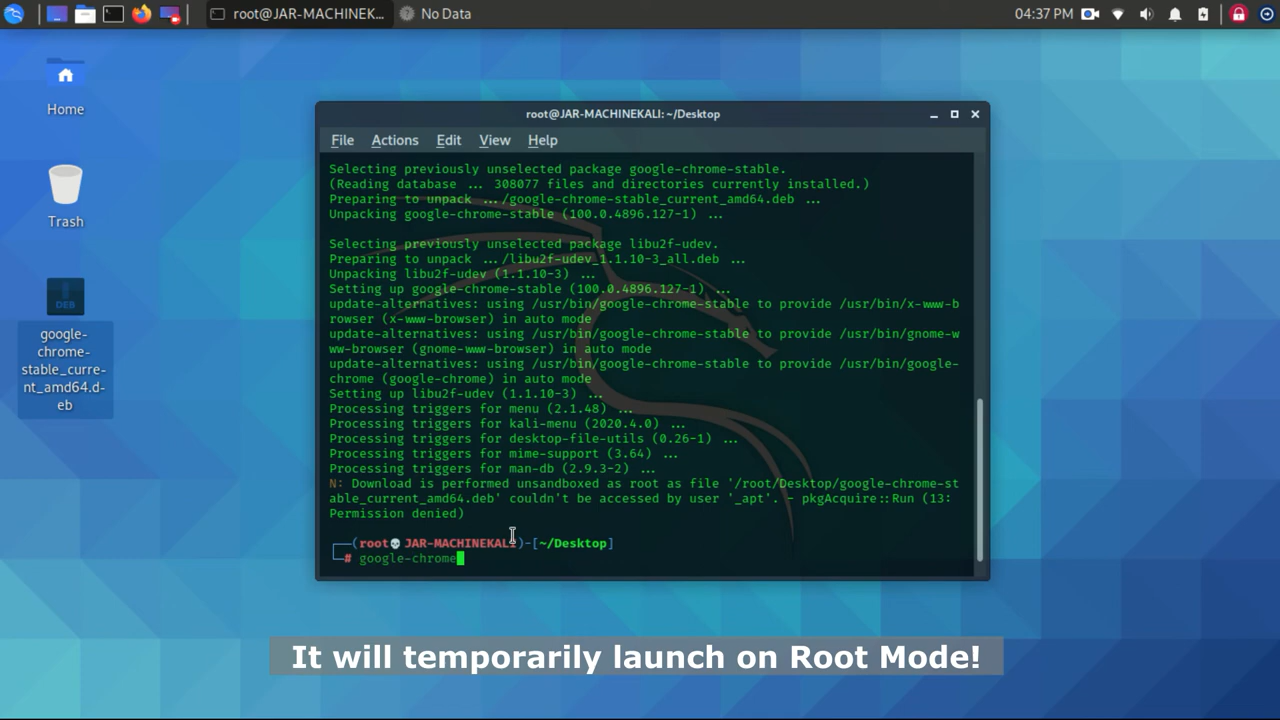 root@JAR-MACHINEK...
No Data
04:37 PM
Home
Trash
DEB
google-
chrome-
stable_curre-
nt_amd64.d-
eb
root@JAR-MACHINEKALI: ~/Desktop
File Actions Edit View Help
Selecting previously unselected package google-chrome-stable.
(Reading database ... 308077 files and directories currently installed.)
Preparing to unpack .../google-chrome-stable_current_amd64.deb ...
Unpacking google-chrome-stable (100.0.4896.127-1) ...
Selecting previously unselected package libu2f-udev.
Preparing to unpack .../libu2f-udev_1.1.10-3_all.deb ...
Unpacking libu2f-udev (1.1.10-3) ...
Setting up google-chrome-stable (100.0.4896.127-1) ...
update-alternatives: using /usr/bin/google-chrome-stable to provide /usr/bin/x-www-b
rowser (x-www-browser) in auto mode
update-alternatives: using /usr/bin/google-chrome-stable to provide /usr/bin/gnome-w
ww-browser (gnome-www-browser) in auto mode
update-alternatives: using /usr/bin/google-chrome-stable to provide /usr/bin/google-
chrome (google-chrome) in auto mode
Setting up libu2f-udev (1.1.10-3) ...
Processing triggers for menu (2.1.48) ...
Processing triggers for kali-menu (2020.4.0) ...
Processing triggers for desktop-file-utils (0.26-1) ...
Processing triggers for mime-support (3.64) ...
Processing triggers for man-db (2.9.3-2) ...
N: Download is performed unsandboxed as root as file '/root/Desktop/google-chrome-st
able_current_amd64.deb' couldn't be accessed by user '_apt'. - pkgAcquire::Run (13:
Permission denied)
┌──(root💀JAR-MACHINEKALI)-[~/Desktop]
└─# google-chrome
It will temporarily launch on Root Mode!